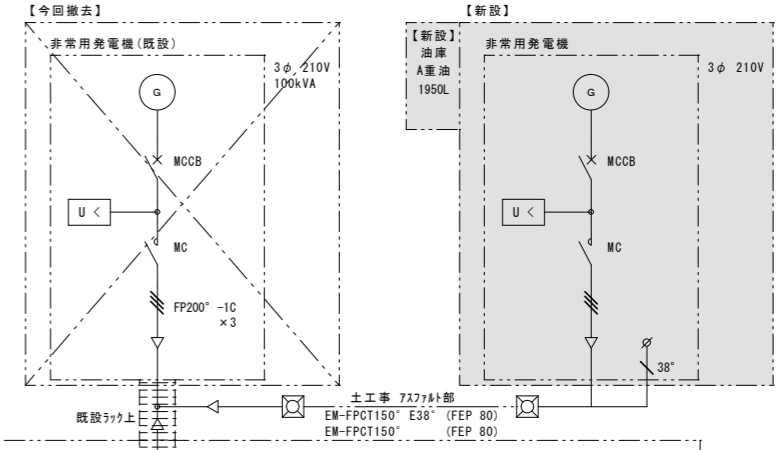 【今回撤去】
非常用発電機(既設)
3φ 210V
100kVA
G
MCCB
U <
MC
FP200° -1C
×3
既設ラック上
【新設】
【新設】
油庫
A重油
1950L
非常用発電機
3φ 210V
G
MCCB
U <
MC
38°
土工事 アスファルト部
EM-FPCT150° E38° (FEP 80)
EM-FPCT150° (FEP 80)